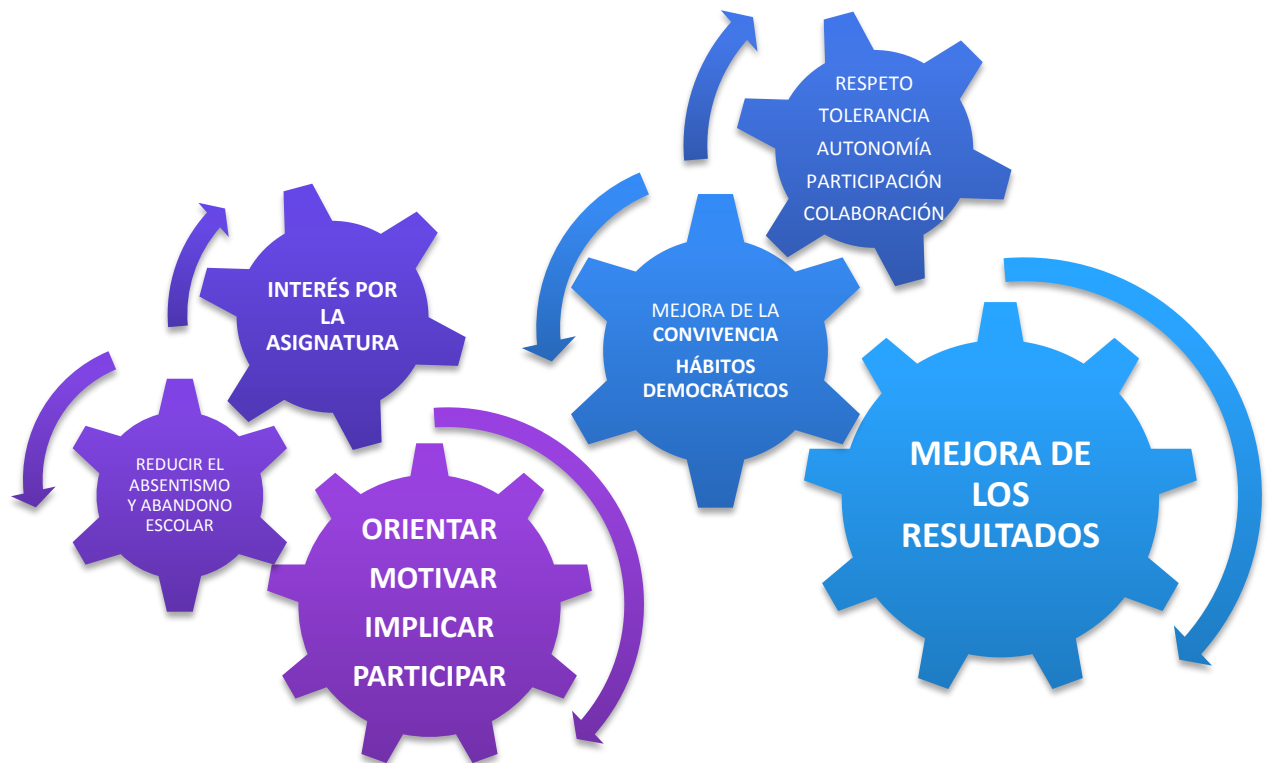 INTERÉS POR
LA
ASIGNATURA
REDUCIR EL
ABSENTISMO
Y ABANDONO
ESCOLAR
ORIENTAR
MOTIVAR
IMPLICAR
PARTICIPAR
RESPETO
TOLERANCIA
AUTONOMÍA
PARTICIPACIÓN
COLABORACIÓN
MEJORA DE LA
CONVIVENCIA
HÁBITOS
DEMOCRÁTICOS
MEJORA DE
LOS
RESULTADOS